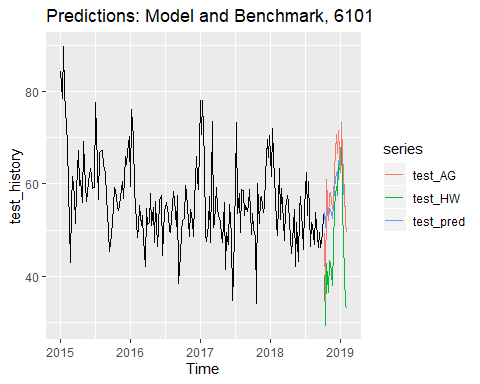 Predictions: Model and Benchmark, 6101
test_history
80
60
40
2015
2016
2017
2018
2019
Time
series
test_AG
test_HW
test_pred